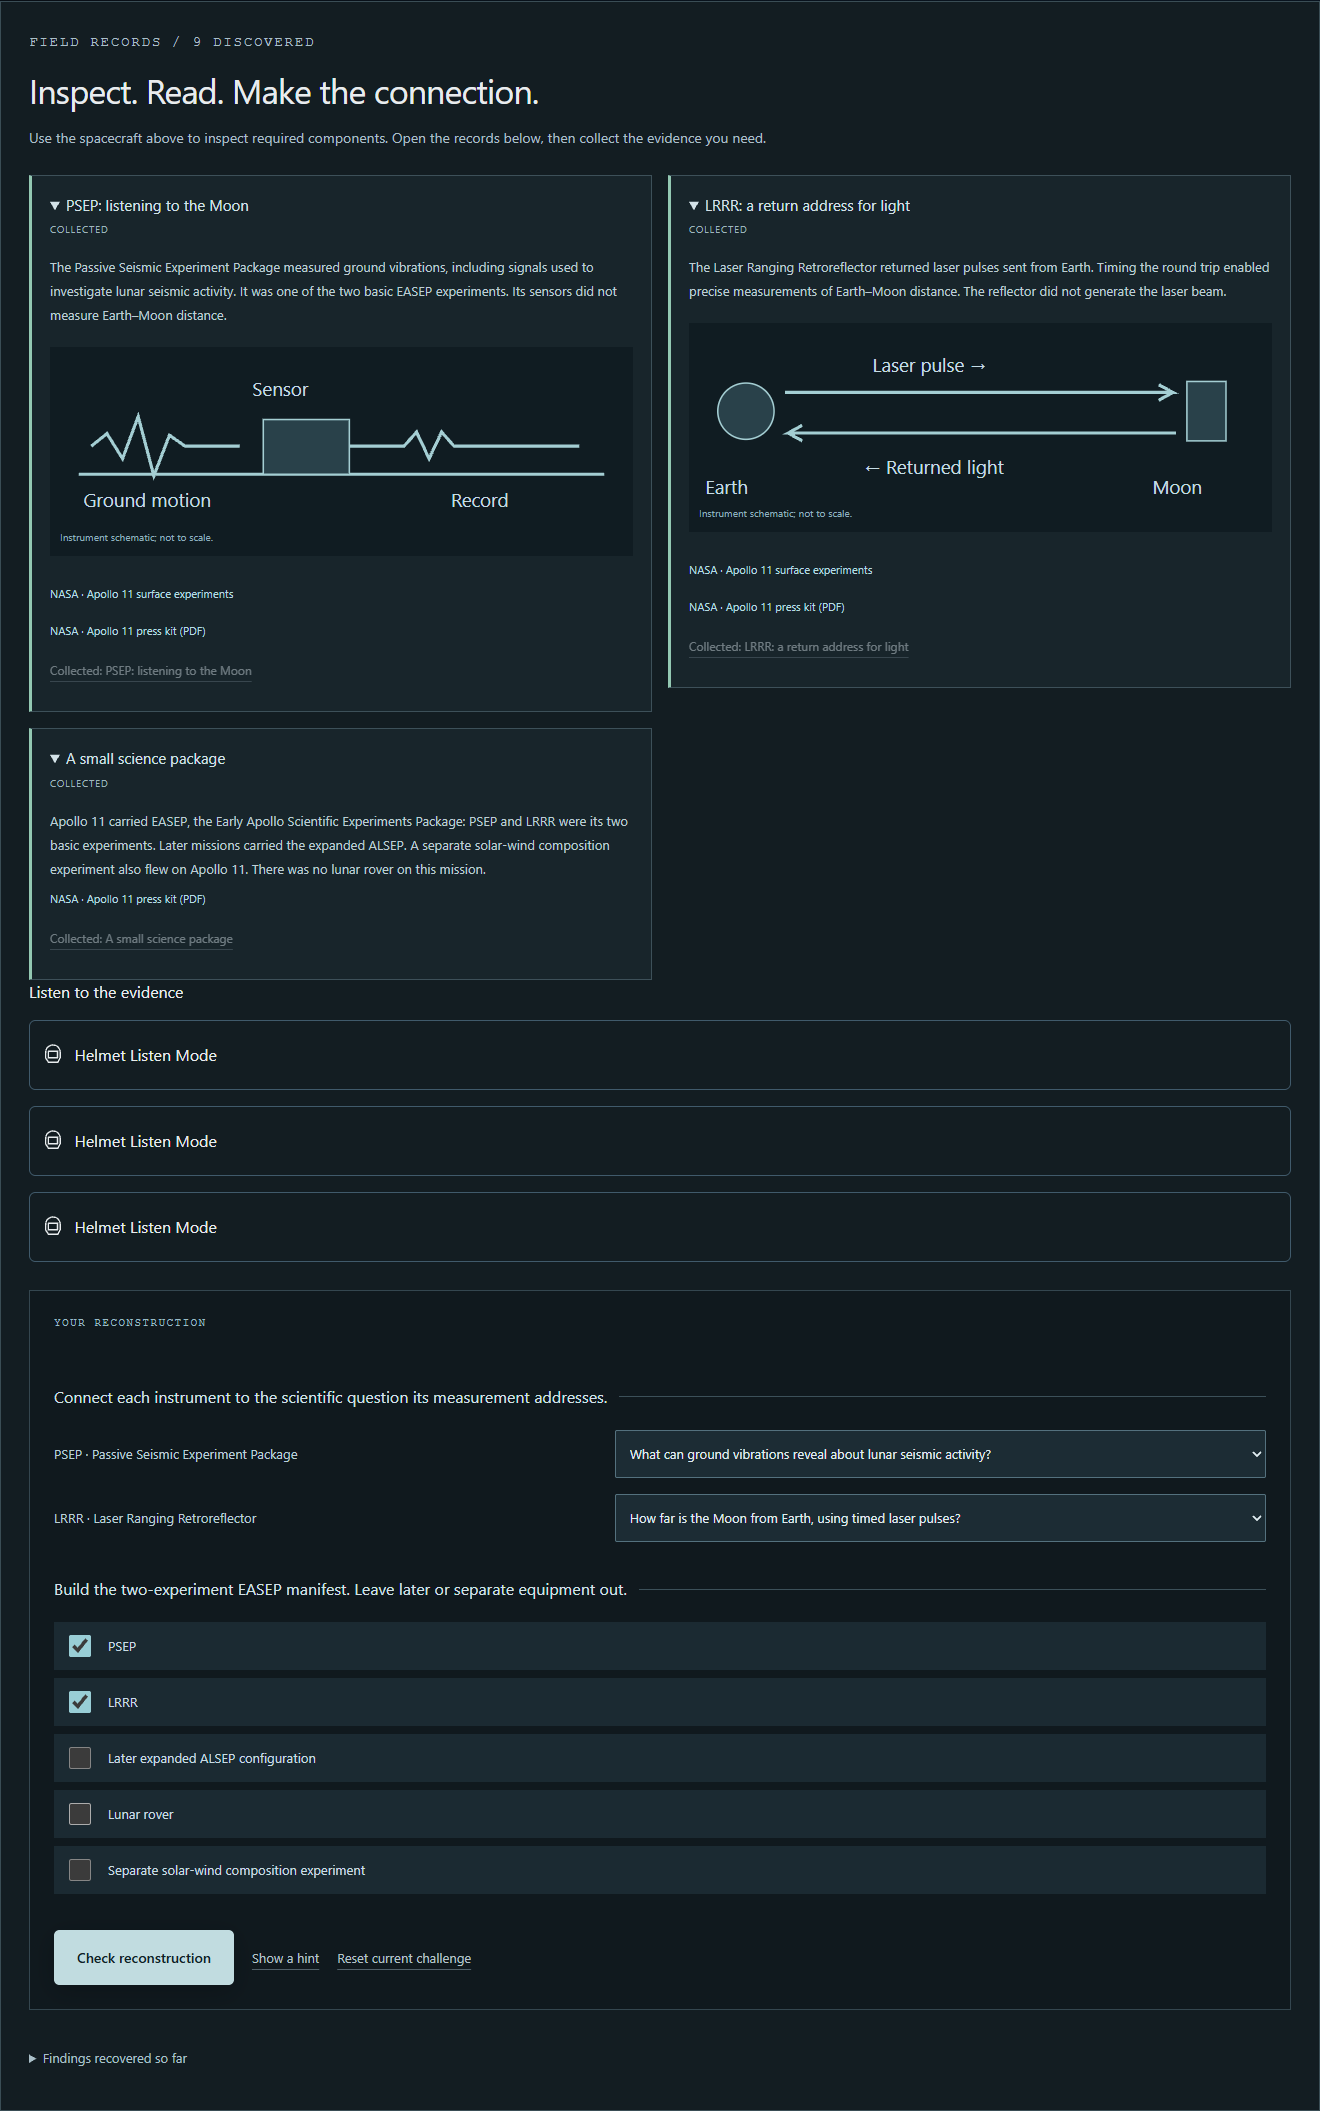 FIELD RECORDS / 9 DISCOVERED
Inspect. Read. Make the connection.
Use the spacecraft above to inspect required components. Open the records below, then collect the evidence you need.
PSEP: listening to the Moon
COLLECTED
The Passive Seismic Experiment Package measured ground vibrations, including signals used to
investigate lunar seismic activity. It was one of the two basic EASEP experiments. Its sensors did not
measure Earth–Moon distance.
Sensor
Ground motion
Record
Instrument schematic; not to scale.
NASA · Apollo 11 surface experiments
NASA · Apollo 11 press kit (PDF)
Collected: PSEP: listening to the Moon
LRRR: a return address for light
COLLECTED
The Laser Ranging Retroreflector returned laser pulses sent from Earth. Timing the round trip enabled
precise measurements of Earth–Moon distance. The reflector did not generate the laser beam.
Laser pulse →
← Returned light
Earth
Moon
Instrument schematic; not to scale.
NASA · Apollo 11 surface experiments
NASA · Apollo 11 press kit (PDF)
Collected: LRRR: a return address for light
A small science package
COLLECTED
Apollo 11 carried EASEP, the Early Apollo Scientific Experiments Package: PSEP and LRRR were its two
basic experiments. Later missions carried the expanded ALSEP. A separate solar-wind composition
experiment also flew on Apollo 11. There was no lunar rover on this mission.
NASA · Apollo 11 press kit (PDF)
Collected: A small science package
Listen to the evidence
Helmet Listen Mode
Helmet Listen Mode
Helmet Listen Mode
YOUR RECONSTRUCTION
Connect each instrument to the scientific question its measurement addresses.
PSEP · Passive Seismic Experiment Package
What can ground vibrations reveal about lunar seismic activity?
LRRR · Laser Ranging Retroreflector
How far is the Moon from Earth, using timed laser pulses?
Build the two-experiment EASEP manifest. Leave later or separate equipment out.
PSEP
LRRR
Later expanded ALSEP configuration
Lunar rover
Separate solar-wind composition experiment
Check reconstruction
Show a hint
Reset current challenge
Findings recovered so far